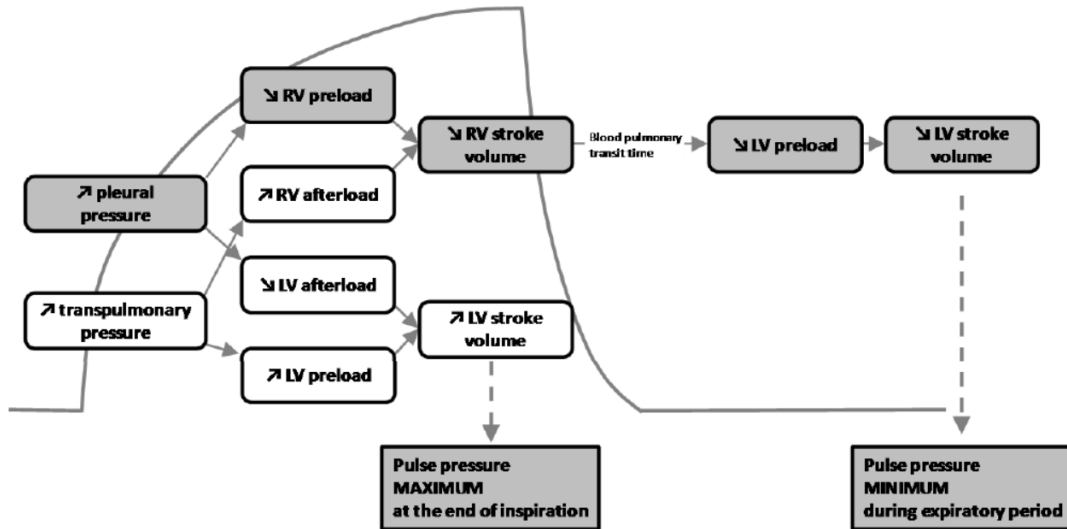 ↘ RV preload
↘ RV stroke
volume
Blood pulmonary
transit time
↘ LV preload
↘ LV stroke
volume
↗ pleural
pressure
↗ RV afterload
↘ LV afterload
↗ transpulmonary
pressure
↗ LV stroke
volume
↗ LV preload
Pulse pressure
MAXIMUM
at the end of inspiration
Pulse pressure
MINIMUM
during expiratory period